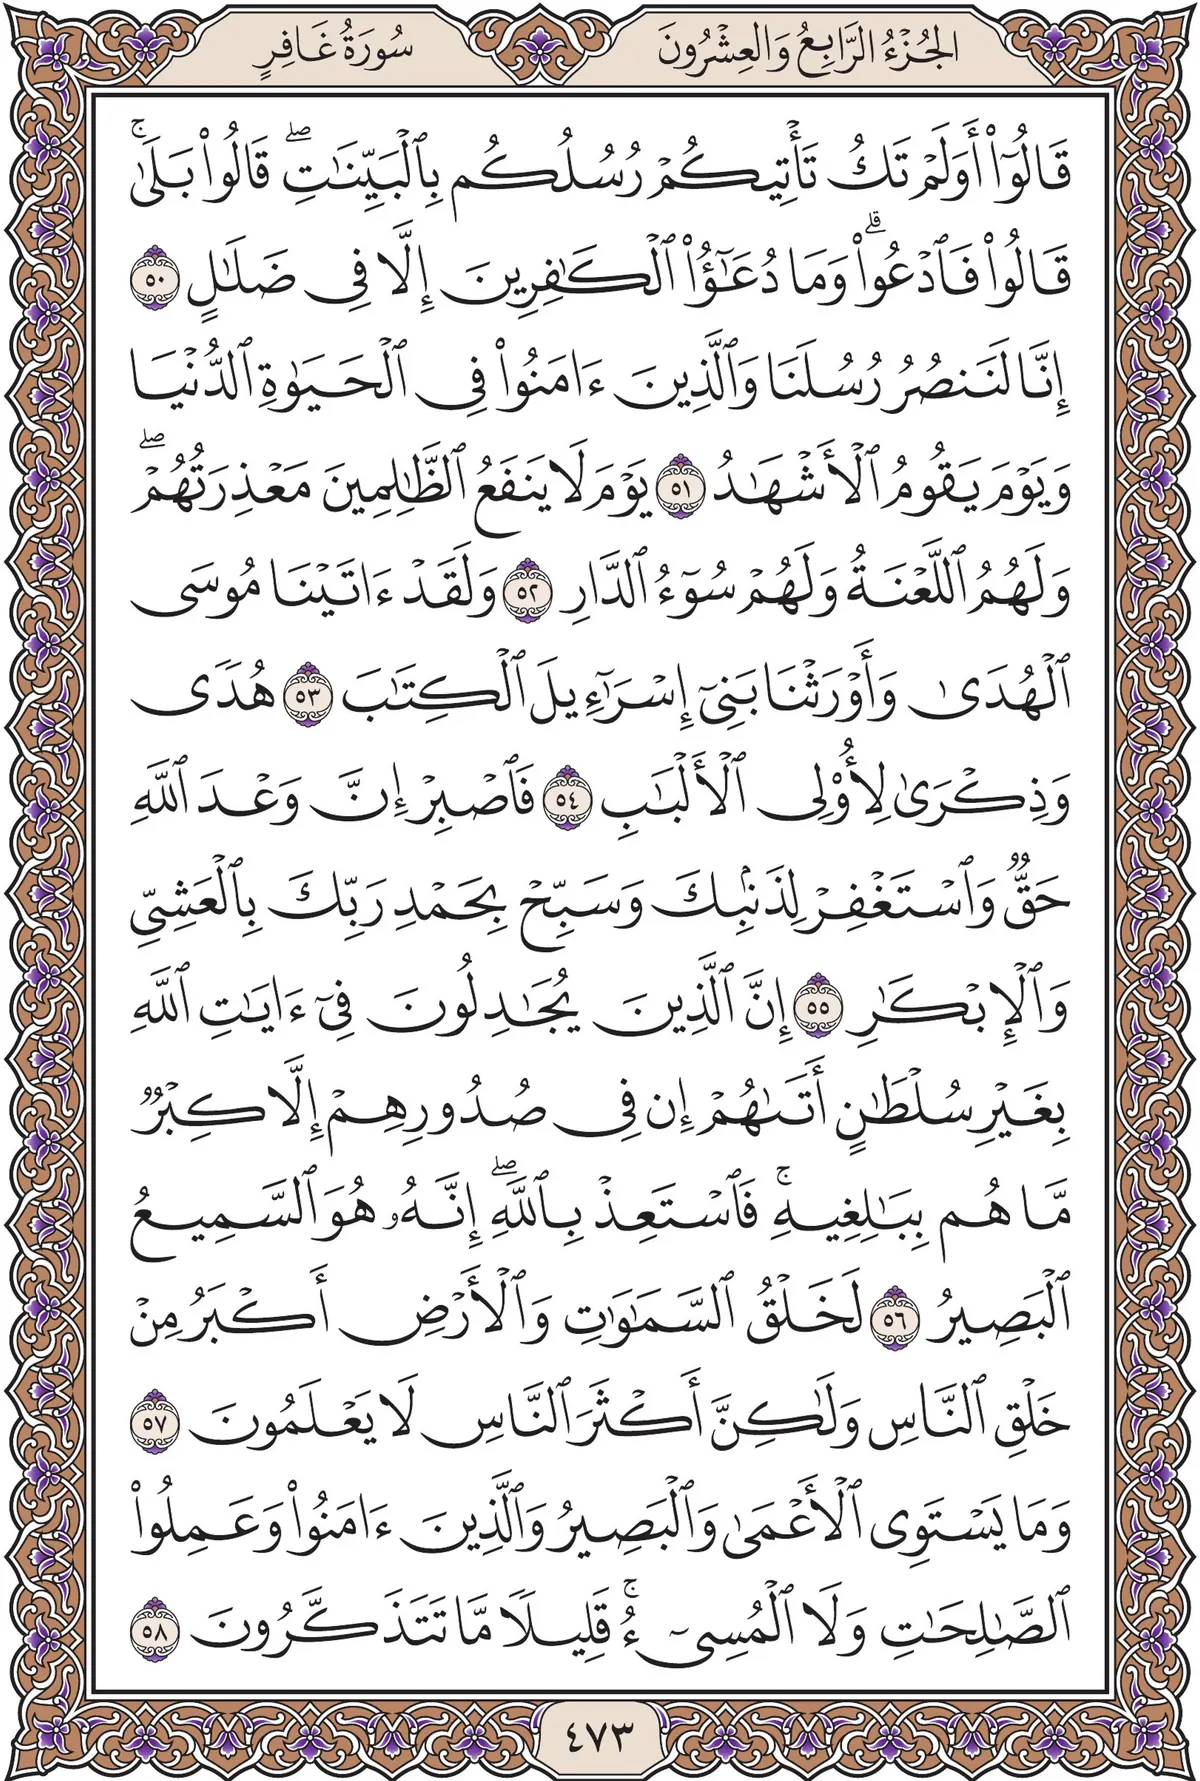 الجُزْءُ الرَّابِعُ وَالعِشْرُونَ
سُورَةُ غَافِرٍ
قَالُوٓا۟ أَوَلَمْ تَكُ تَأْتِيكُمْ رُسُلُكُم بِٱلْبَيِّنَـٰتِ ۖ قَالُوا۟ بَلَىٰ ۚ
قَالُوا۟ فَٱدْعُوا۟ ۗ وَمَا دُعَـٰٓؤُا۟ ٱلْكَـٰفِرِينَ إِلَّا فِى ضَلَـٰلٍ ٥٠
إِنَّا لَنَنصُرُ رُسُلَنَا وَٱلَّذِينَ ءَامَنُوا۟ فِى ٱلْحَيَوٰةِ ٱلدُّنْيَا
وَيَوْمَ يَقُومُ ٱلْأَشْهَـٰدُ ٥١ يَوْمَ لَا يَنفَعُ ٱلظَّـٰلِمِينَ مَعْذِرَتُهُمْ ۖ
وَلَهُمُ ٱللَّعْنَةُ وَلَهُمْ سُوٓءُ ٱلدَّارِ ٥٢ وَلَقَدْ ءَاتَيْنَا مُوسَى
ٱلْهُدَىٰ وَأَوْرَثْنَا بَنِىٓ إِسْرَٰٓءِيلَ ٱلْكِتَـٰبَ ٥٣ هُدًى
وَذِكْرَىٰ لِأُو۟لِى ٱلْأَلْبَـٰبِ ٥٤ فَٱصْبِرْ إِنَّ وَعْدَ ٱللَّهِ
حَقٌّ وَٱسْتَغْفِرْ لِذَنۢبِكَ وَسَبِّحْ بِحَمْدِ رَبِّكَ بِٱلْعَشِىِّ
وَٱلْإِبْكَـٰرِ ٥٥ إِنَّ ٱلَّذِينَ يُجَـٰدِلُونَ فِىٓ ءَايَـٰتِ ٱللَّهِ
بِغَيْرِ سُلْطَـٰنٍ أَتَىٰهُمْ إِن فِى صُدُورِهِمْ إِلَّا كِبْرٌ
مَّا هُم بِبَـٰلِغِيهِ ۚ فَٱسْتَعِذْ بِٱللَّهِ ۖ إِنَّهُۥ هُوَ ٱلسَّمِيعُ
ٱلْبَصِيرُ ٥٦ لَخَلْقُ ٱلسَّمَـٰوَٰتِ وَٱلْأَرْضِ أَكْبَرُ مِنْ
خَلْقِ ٱلنَّاسِ وَلَـٰكِنَّ أَكْثَرَ ٱلنَّاسِ لَا يَعْلَمُونَ ٥٧
وَمَا يَسْتَوِى ٱلْأَعْمَىٰ وَٱلْبَصِيرُ وَٱلَّذِينَ ءَامَنُوا۟ وَعَمِلُوا۟
ٱلصَّـٰلِحَـٰتِ وَلَا ٱلْمُسِىٓءُ ۚ قَلِيلًا مَّا تَتَذَكَّرُونَ ٥٨
٤٧٣